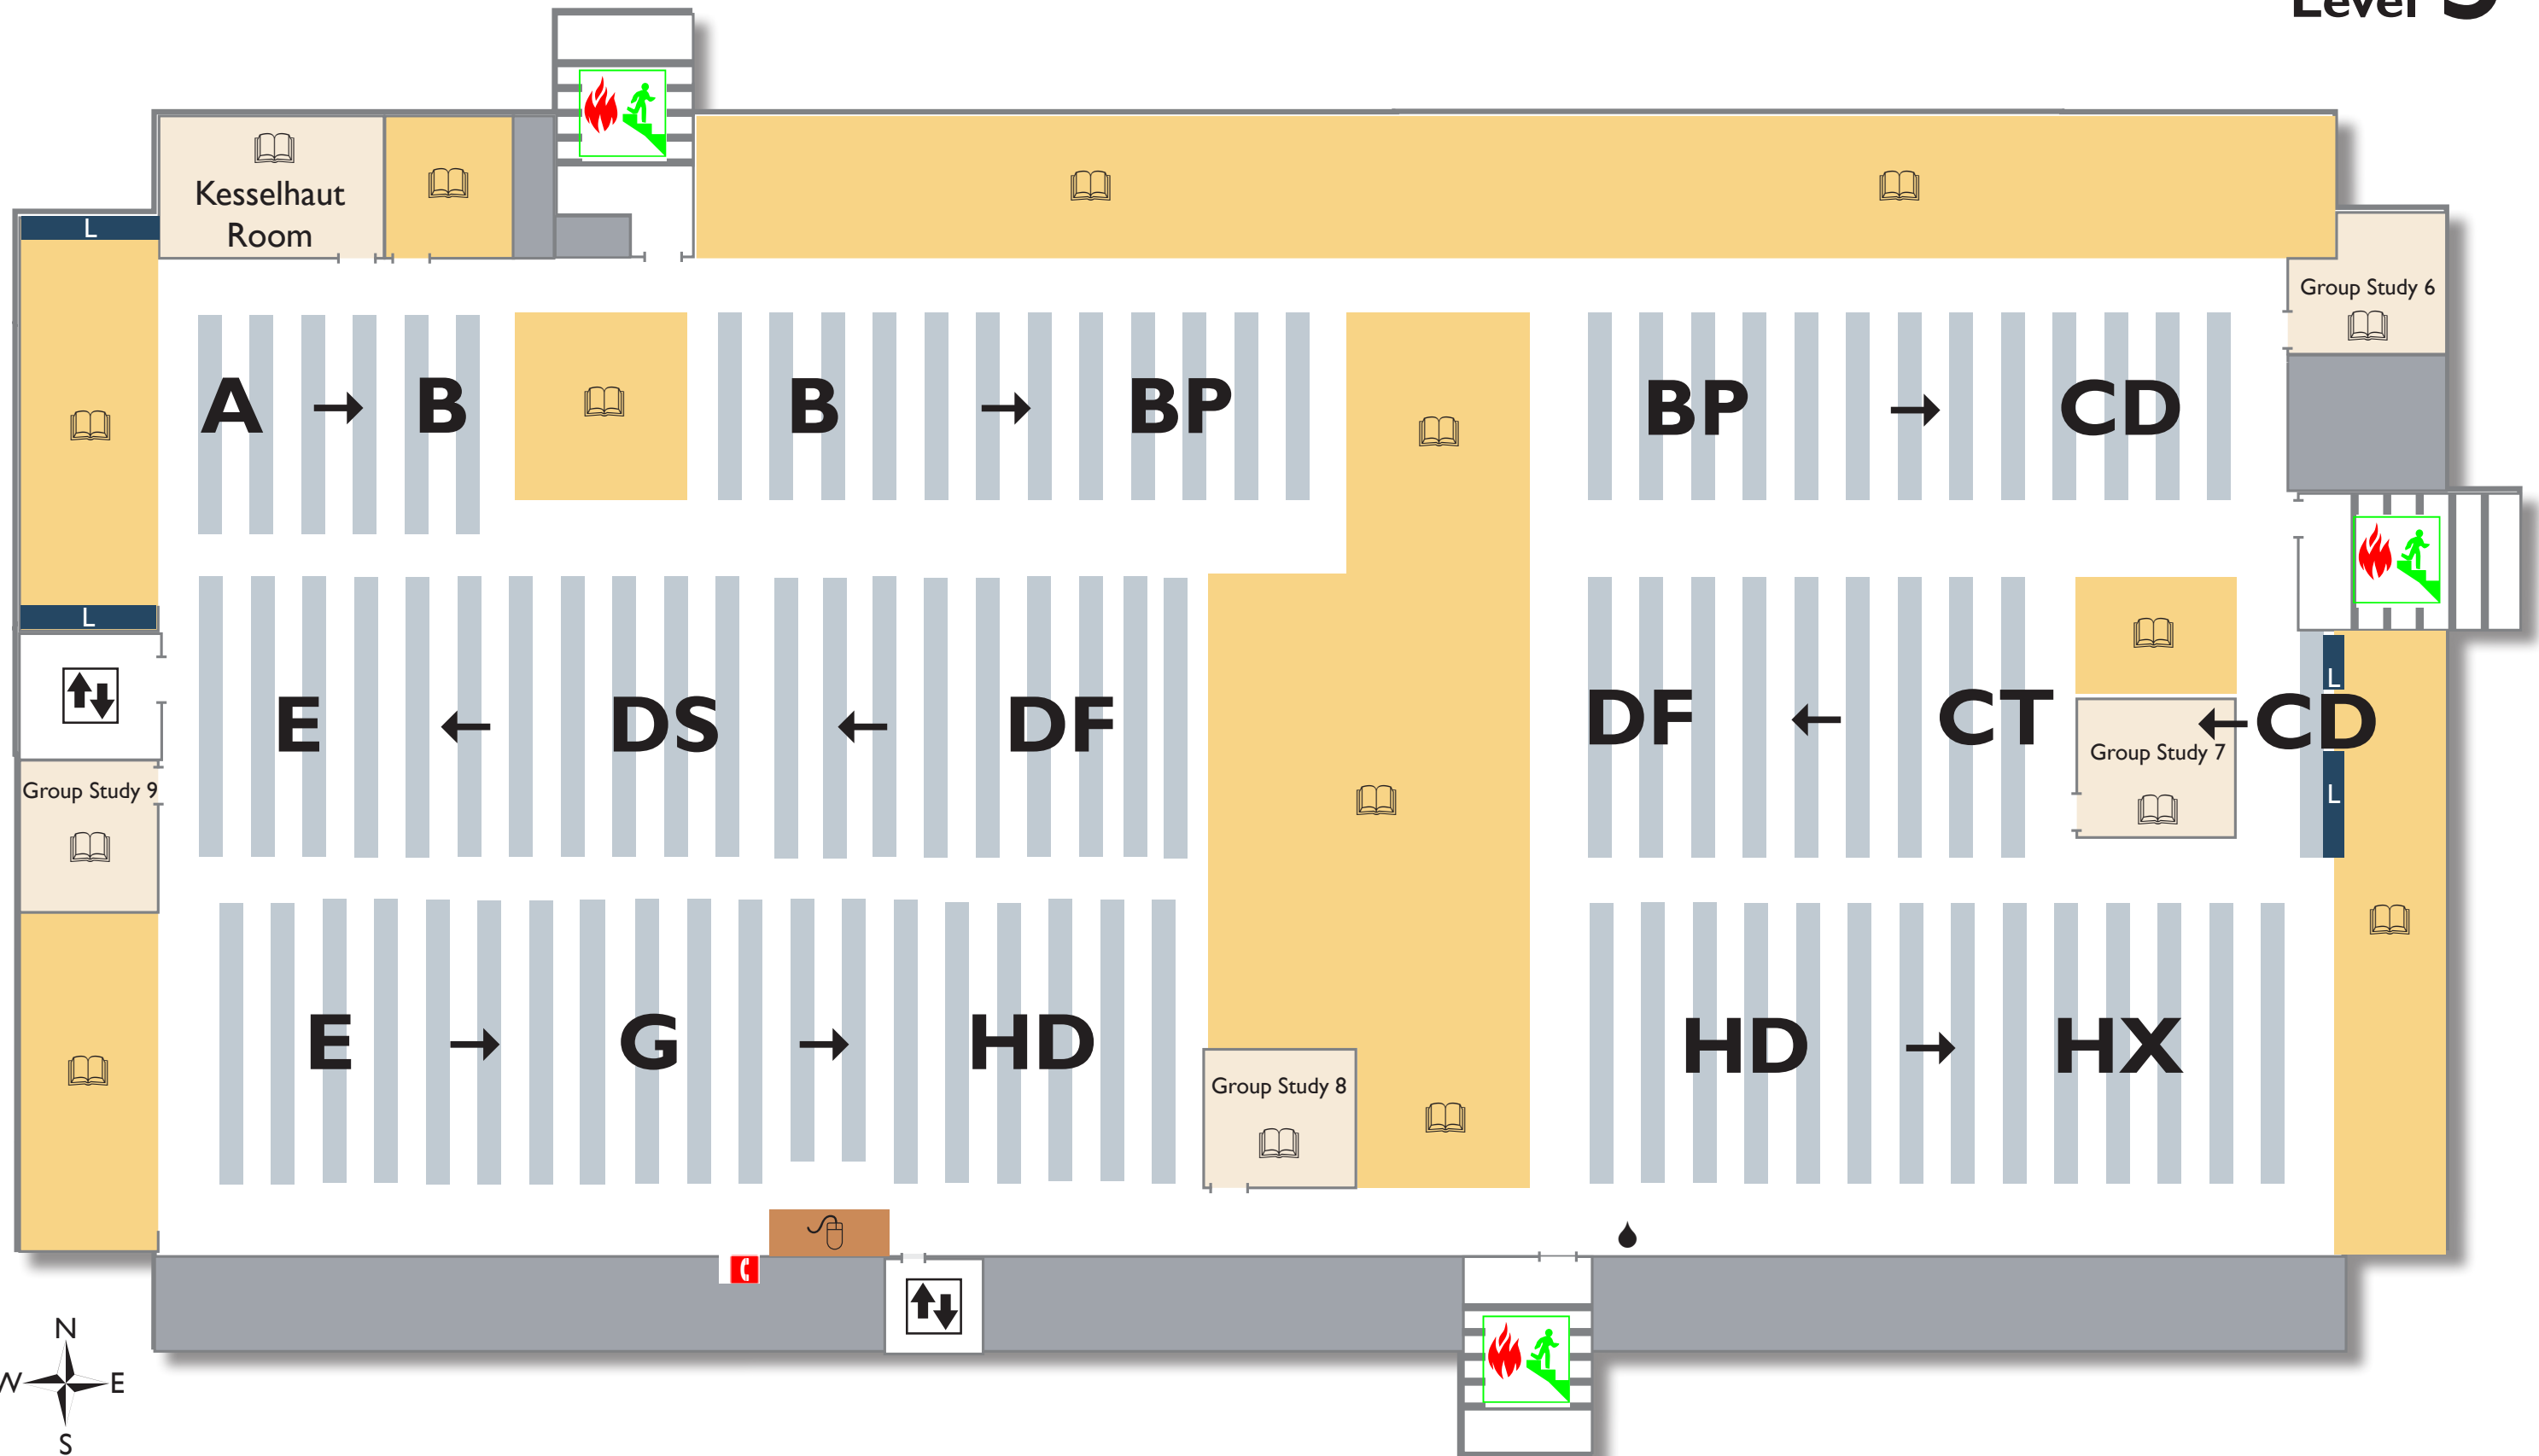 Level
Kesselhaut
Room
L
Group Study 6
A → B
B → BP
BP → CD
L
E ← DS ← DF
DF ← CT
←CD
L
Group Study 7
L
Group Study 9
E → G → HD
HD → HX
Group Study 8
N
W E
S